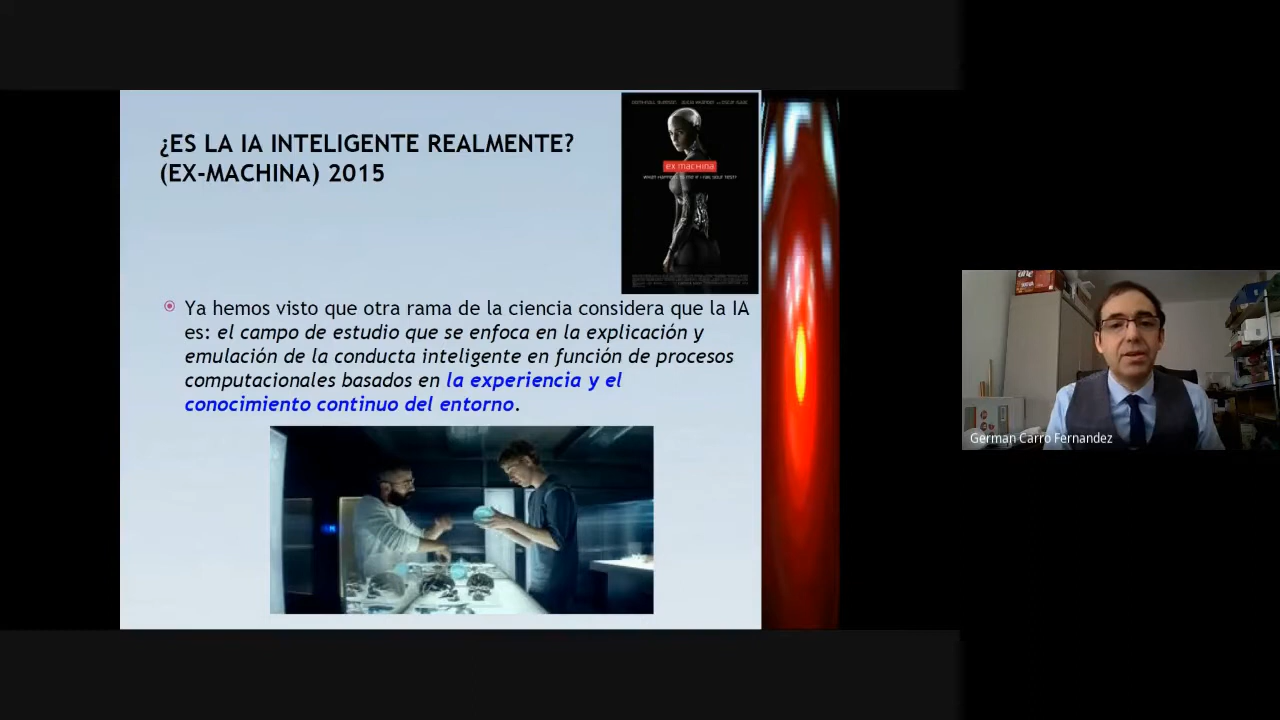 ¿ES LA IA INTELIGENTE REALMENTE?
(EX-MACHINA) 2015
ex machina
Ya hemos visto que otra rama de la ciencia considera que la IA
es: el campo de estudio que se enfoca en la explicación y
emulación de la conducta inteligente en función de procesos
computacionales basados en la experiencia y el
conocimiento continuo del entorno.
German Carro Fernandez